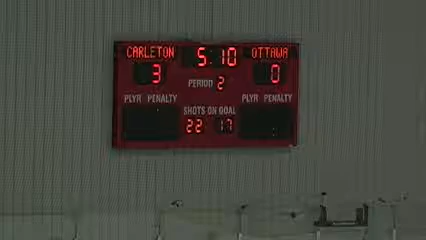 CARLETON 5:10 OTTAWA
3 0
PERIOD 2
PLYR PENALTY PLYR PENALTY
SHOTS ON GOAL
22 17